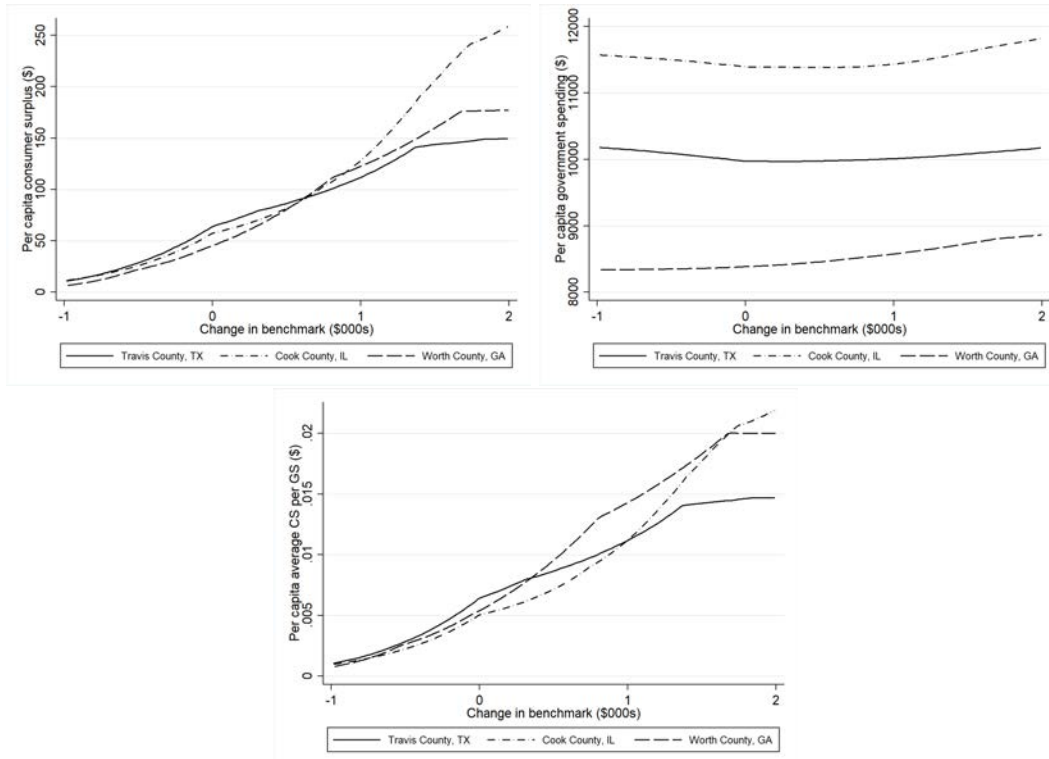 Per capita consumer surplus ($)
250
200
150
100
50
0
-1 0 1 2
Change in benchmark ($000s)
Travis County, TX Cook County, IL Worth County, GA
Per capita government spending ($)
12000
11000
10000
9000
8000
-1 0 1 2
Change in benchmark ($000s)
Travis County, TX Cook County, IL Worth County, GA
Per capita average CS per GS ($)
.02
.015
.01
.005
0
-1 0 1 2
Change in benchmark ($000s)
Travis County, TX Cook County, IL Worth County, GA